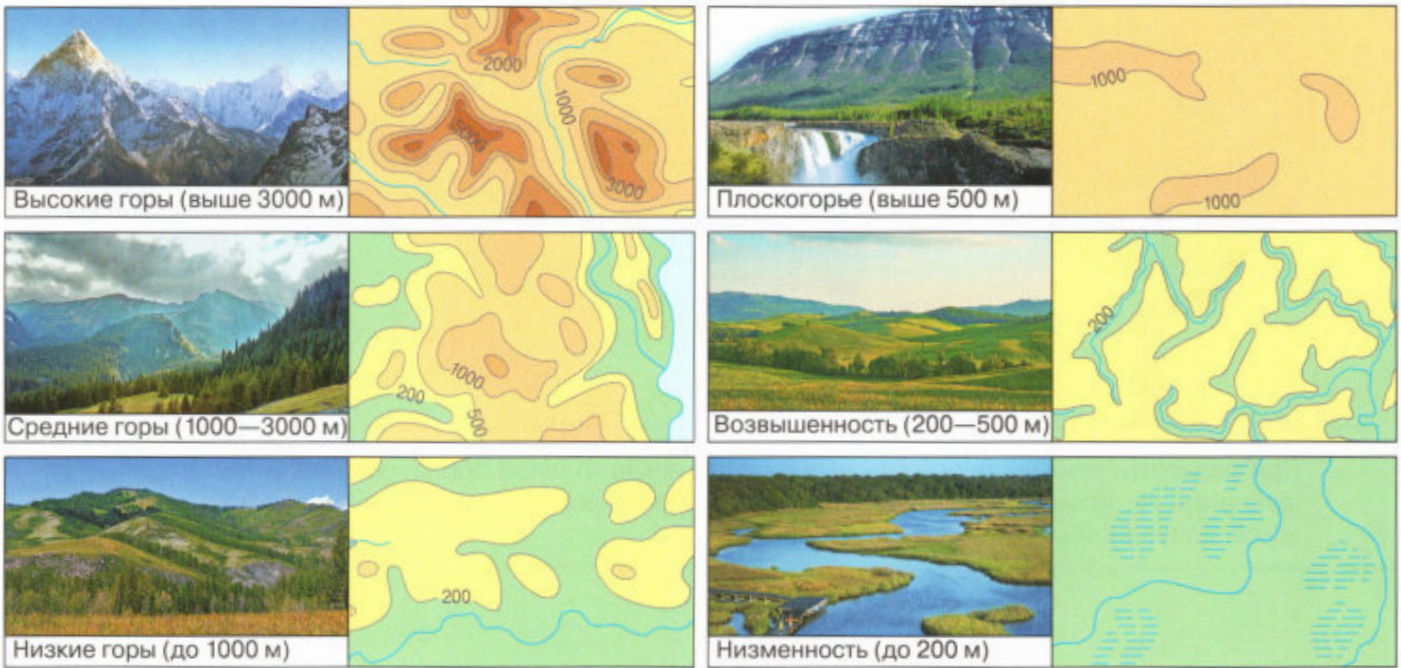 2000
1000
3000
3000
Высокие горы (выше 3000 м)
1000
1000
Плоскогорье (выше 500 м)
1000
200
500
Средние горы (1000—3000 м)
200
Возвышенность (200—500 м)
200
Низкие горы (до 1000 м)
Низменность (до 200 м)